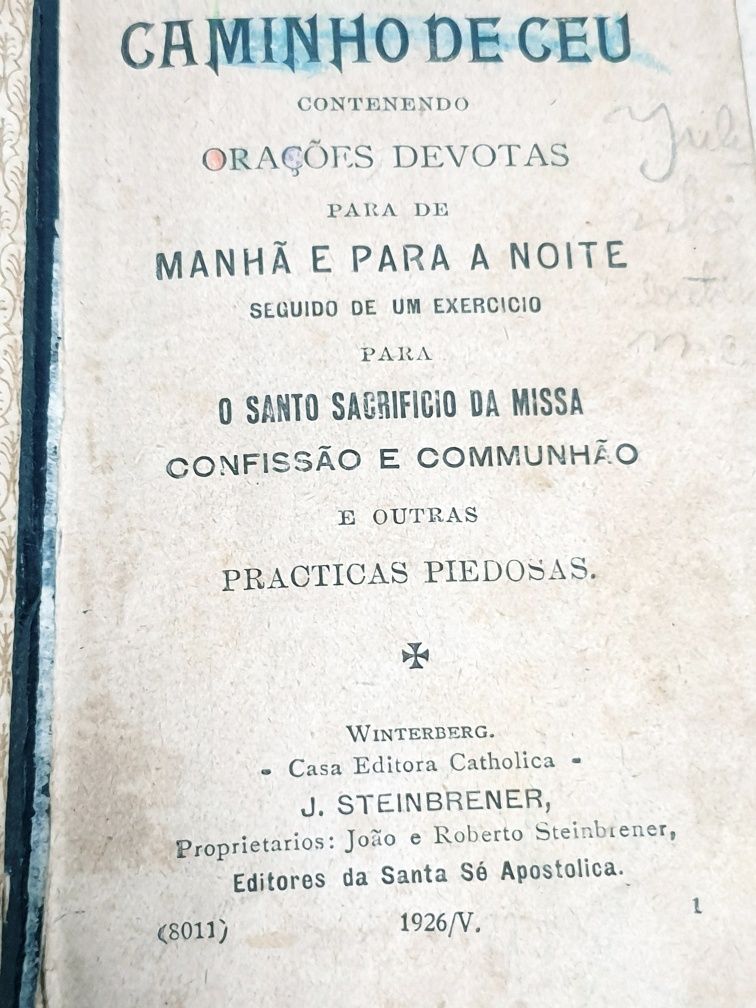 CAMINHO DE CEU
CONTENENDO
ORAÇÕES DEVOTAS
PARA DE
MANHÃ E PARA A NOITE
SEGUIDO DE UM EXERCICIO
PARA
O SANTO SACRIFICIO DA MISSA
CONFISSÃO E COMMUNHÃO
E OUTRAS
PRACTICAS PIEDOSAS.
WINTERBERG.
- Casa Editora Catholica -
J. STEINBRENER,
Proprietarios: João e Roberto Steinbrener,
Editores da Santa Sé Apostolica.
(8011) 1926/V. 1